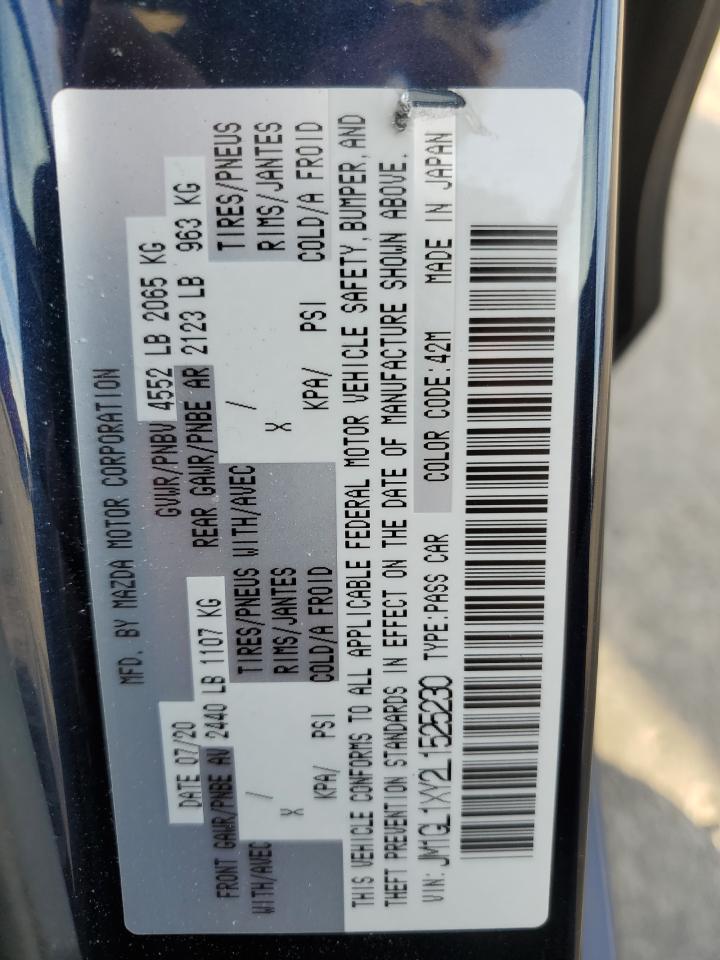 MFD. BY MAZDA MOTOR CORPORATION
DATE 07/20 GVWR/PNBV 4552 LB 2065 KG
FRONT GAWR/PNBE AV 2440 LB 1107 KG REAR GAWR/PNBE AR 2123 LB 963 KG
WITH/AVEC / TIRES/PNEUS WITH/AVEC / TIRES/PNEUS
X RIMS/JANTES X RIMS/JANTES
KPA/ PSI COLD/A FROID KPA/ PSI COLD/A FROID
THIS VEHICLE CONFORMS TO ALL APPLICABLE FEDERAL MOTOR VEHICLE SAFETY, BUMPER, AND
THEFT PREVENTION STANDARDS IN EFFECT ON THE DATE OF MANUFACTURE SHOWN ABOVE.
VIN: JM1GL1XY2L1525230 TYPE:PASS CAR COLOR CODE:42M MADE IN JAPAN